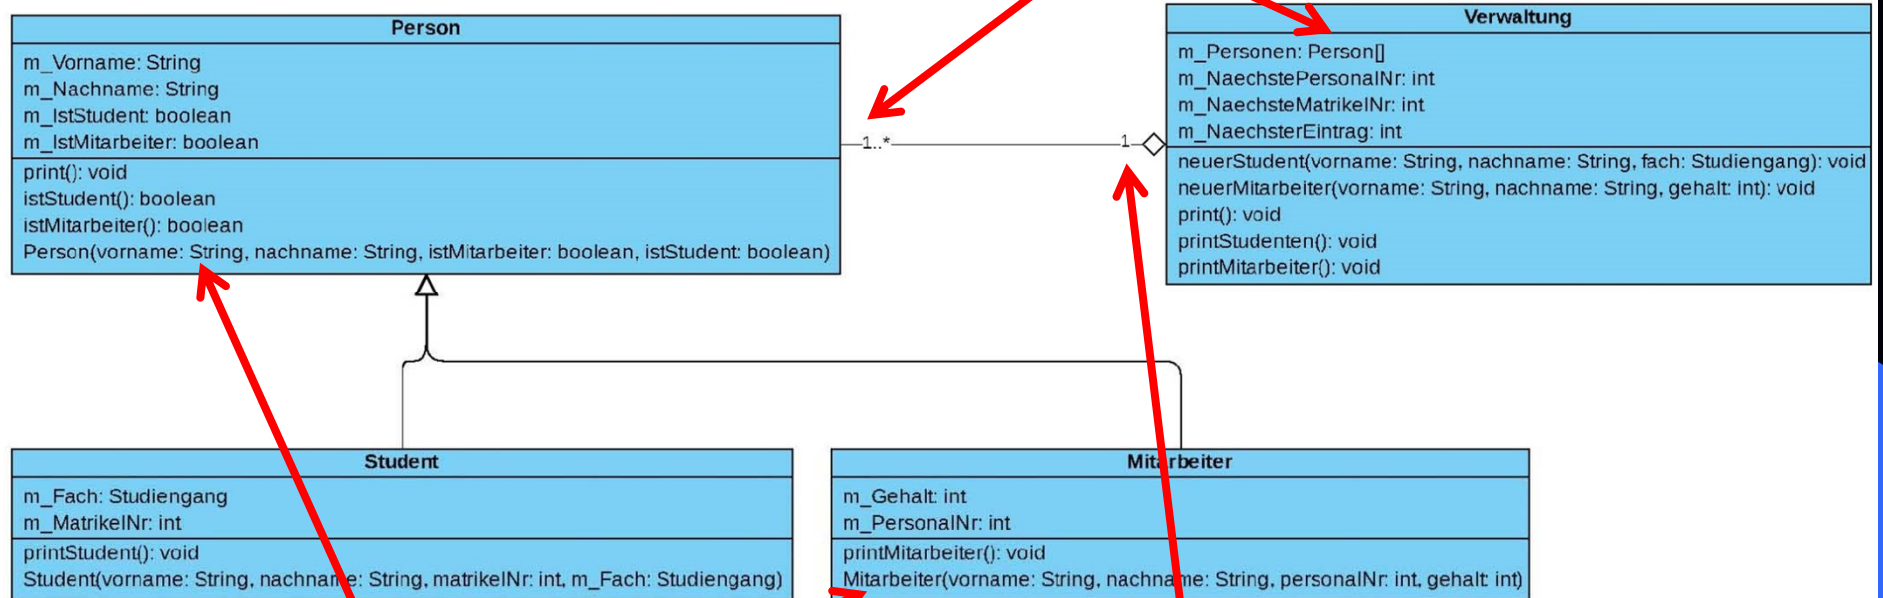 Person
m_Vorname: String
m_Nachname: String
m_IstStudent: boolean
m_IstMitarbeiter: boolean
print(): void
istStudent(): boolean
istMitarbeiter(): boolean
Person(vorname: String, nachname: String, istMitarbeiter: boolean, istStudent: boolean)
1..*
1
Verwaltung
m_Personen: Person[]
m_NaechstePersonalNr: int
m_NaechsteMatrikelNr: int
m_NaechsterEintrag: int
neuerStudent(vorname: String, nachname: String, fach: Studiengang): void
neuerMitarbeiter(vorname: String, nachname: String, gehalt: int): void
print(): void
printStudenten(): void
printMitarbeiter(): void
Student
m_Fach: Studiengang
m_MatrikelNr: int
printStudent(): void
Student(vorname: String, nachname: String, matrikelNr: int, m_Fach: Studiengang)
Mitarbeiter
m_Gehalt: int
m_PersonalNr: int
printMitarbeiter(): void
Mitarbeiter(vorname: String, nachname: String, personalNr: int, gehalt: int)